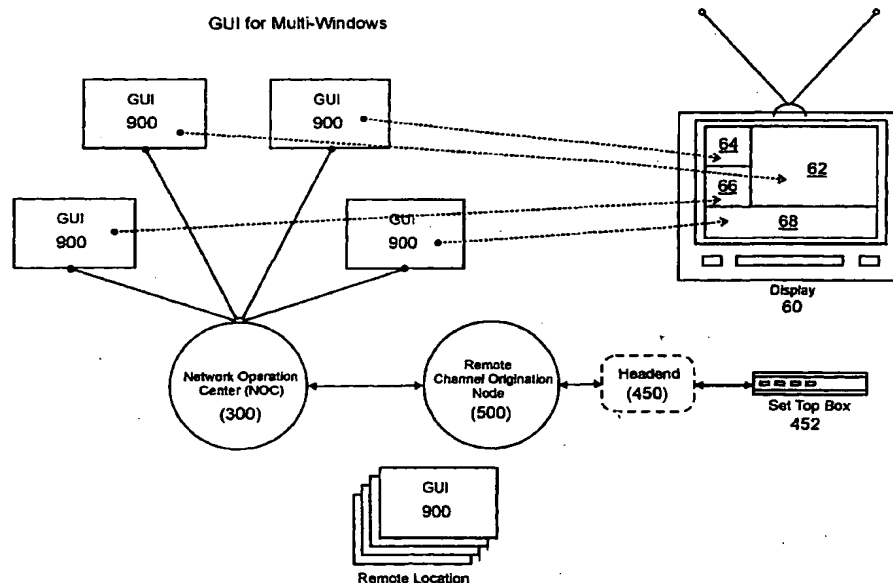 GUI for Multi-Windows
GUI
900
GUI
900
64
62
66
68
GUI
900
GUI
900
Display
60
Network Operation
Center (NOC)
(300)
Remote
Channel Origination
Node
(500)
Headend
(450)
Set Top Box
452
GUI
900
Remote Location